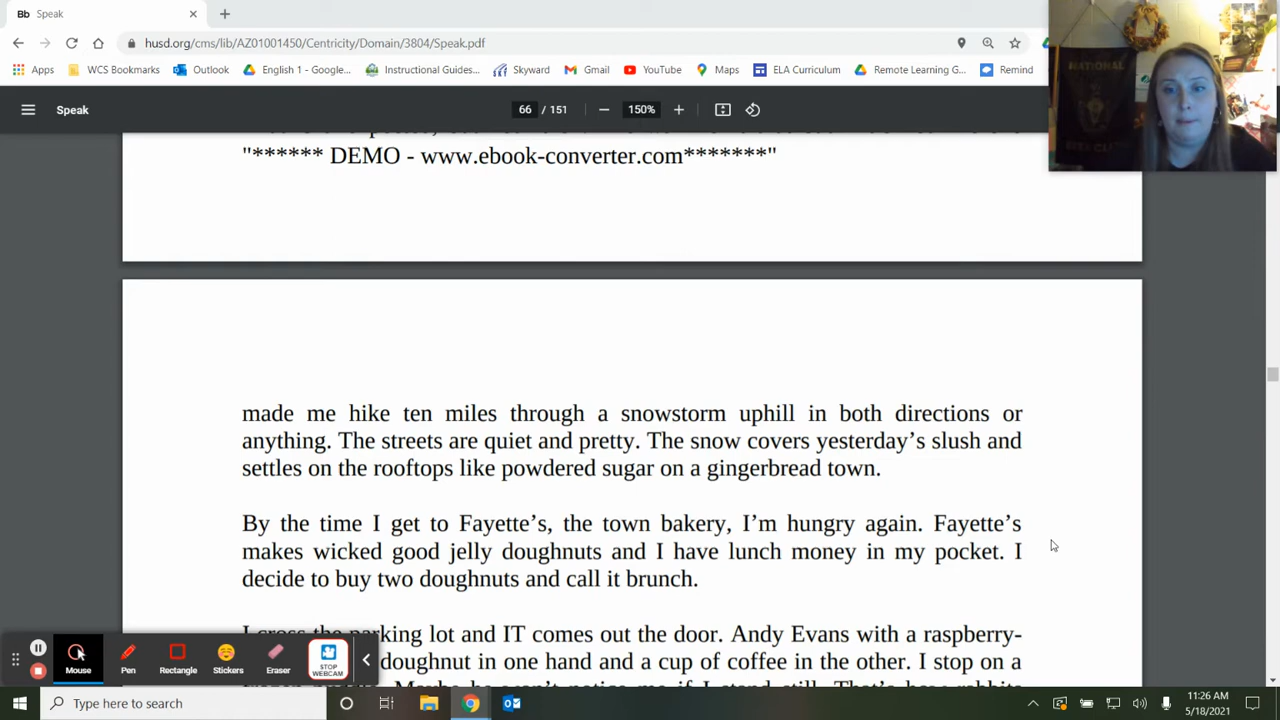 Bb Speak
husd.org/cms/lib/AZ01001450/Centricity/Domain/3804/Speak.pdf
Apps WCS Bookmarks Outlook English 1 - Google... Instuctional Guides... Skyward Gmail YouTube Maps ELA Curriculum Remote Learning G... Remind
Speak 66 / 151 150%
"****** DEMO - www.ebook-converter.com*******"
NATIONAL
made me hike ten miles through a snowstorm uphill in both directions or
anything. The streets are quiet and pretty. The snow covers yesterday's slush and
settles on the rooftops like powdered sugar on a gingerbread town.
By the time I get to Fayette's, the town bakery, I'm hungry again. Fayette's
makes wicked good jelly doughnuts and I have lunch money in my pocket. I
decide to buy two doughnuts and call it brunch.
I cross the parking lot and IT comes out the door. Andy Evans with a raspberry-
doughnut in one hand and a cup of coffee in the other. I stop on a
Mouse Pen Rectangle Stickers Eraser STOP WEBCAM
Type here to search
11:26 AM
5/18/2021